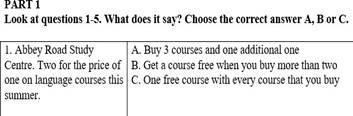 PART 1
Look at questions 1-5. What does it say? Choose the correct answer A, B or C.
1. Abbey Road Study
Centre. Two for the price of
one on language courses this
summer.
A. Buy 3 courses and one additional one
B. Get a course free when you buy more than two
C. One free course with every course that you buy